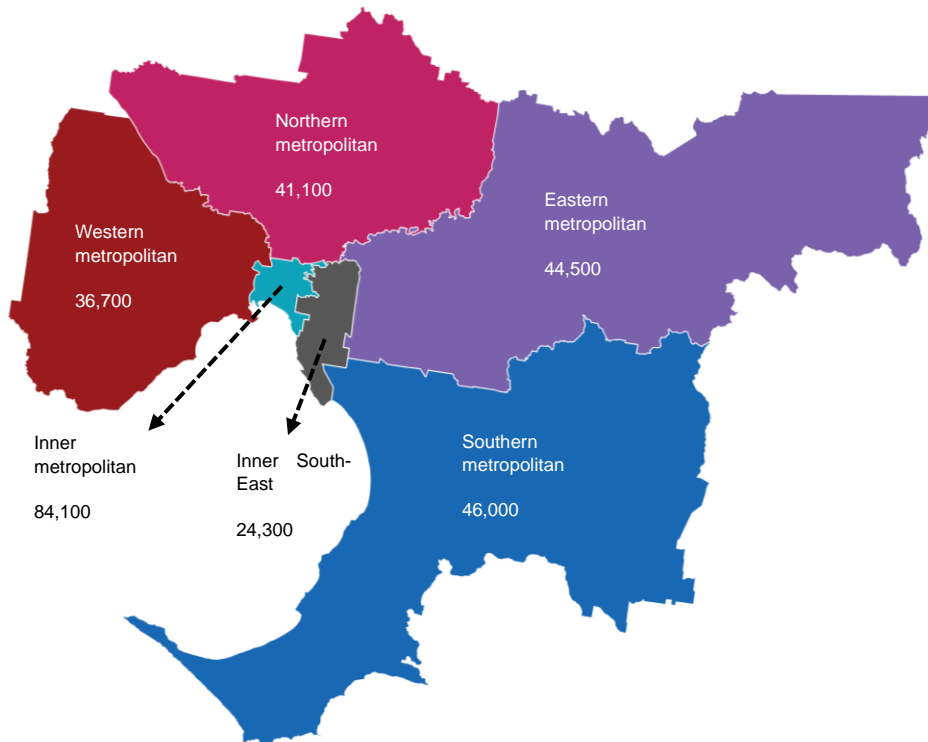 Northern
metropolitan
41,100
Eastern
metropolitan
44,500
Western
metropolitan
36,700
Inner
metropolitan
84,100
Inner South-
East
24,300
Southern
metropolitan
46,000